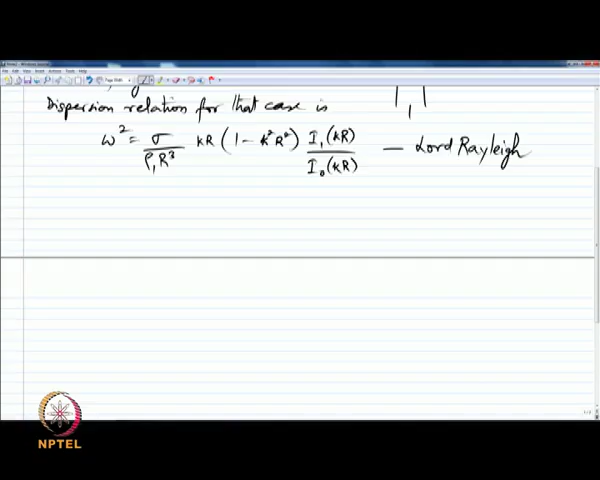 Dispersion relation for that case is
ω² = σ/ρ₁R³ kR (1 - k²R²) I₁(kR)/I₀(kR) — Lord Rayleigh
NPTEL